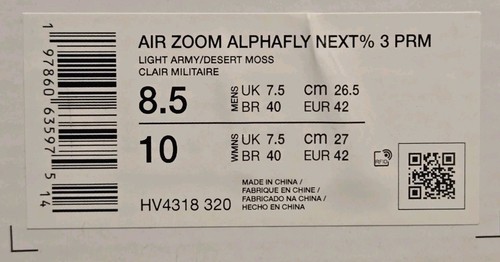 AIR ZOOM ALPHAFLY NEXT% 3 PRM
LIGHT ARMY/DESERT MOSS
CLAIR MILITAIRE
8.5 MENS UK 7.5 cm 26.5
BR 40 EUR 42
10 WMNS UK 7.5 cm 27
BR 40 EUR 42
RFID
MADE IN CHINA /
FABRIQUE EN CHINE /
FABRICADO NA CHINA /
HECHO EN CHINA
HV4318 320
1 97860 63597 5 14